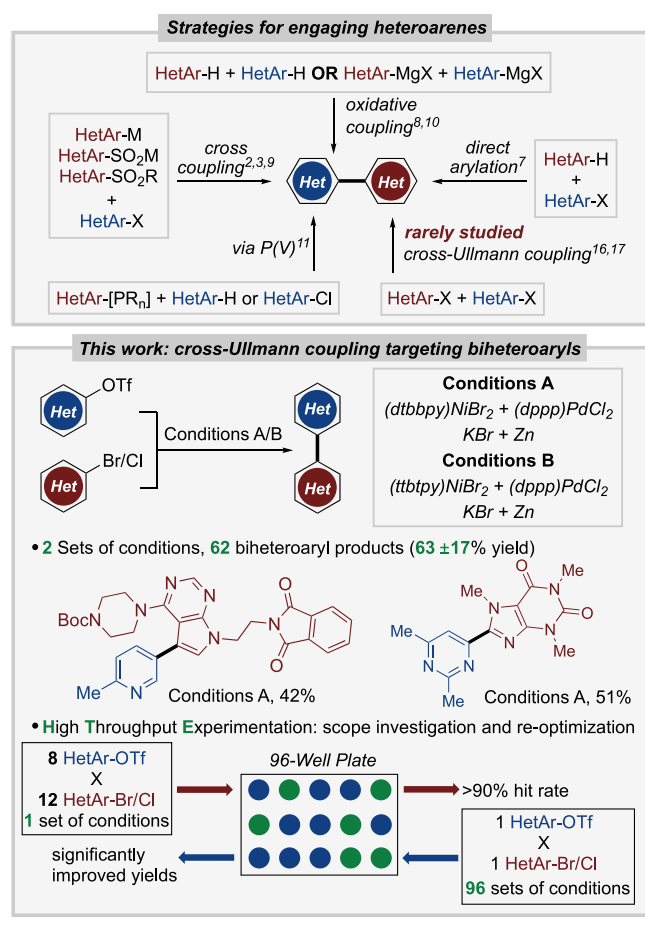 Strategies for engaging heteroarenes
HetAr-H + HetAr-H OR HetAr-MgX + HetAr-MgX
oxidative
coupling8,10
HetAr-M
HetAr-SO2M
HetAr-SO2R
+
HetAr-X
cross
coupling2,3,9
Het
Het
direct
arylation7
HetAr-H
+
HetAr-X
via P(V)11
rarely studied
cross-Ullmann coupling16,17
HetAr-[PRn] + HetAr-H or HetAr-Cl
HetAr-X + HetAr-X
This work: cross-Ullmann coupling targeting biheteroaryls
OTf
Het
Br/Cl
Het
Conditions A/B
Het
Het
Conditions A
(dtbbpy)NiBr2 + (dppp)PdCl2
KBr + Zn
Conditions B
(ttbtpy)NiBr2 + (dppp)PdCl2
KBr + Zn
• 2 Sets of conditions, 62 biheteroaryl products (63 ±17% yield)
BocN
N
N
N
N
N
O
O
Me
N
Conditions A, 42%
Me
N
N
Me
Me
N
N
O
N
Me
O
N
Me
Conditions A, 51%
• High Throughput Experimentation: scope investigation and re-optimization
8 HetAr-OTf
X
12 HetAr-Br/Cl
1 set of conditions
96-Well Plate
>90% hit rate
significantly
improved yields
1 HetAr-OTf
X
1 HetAr-Br/Cl
96 sets of conditions